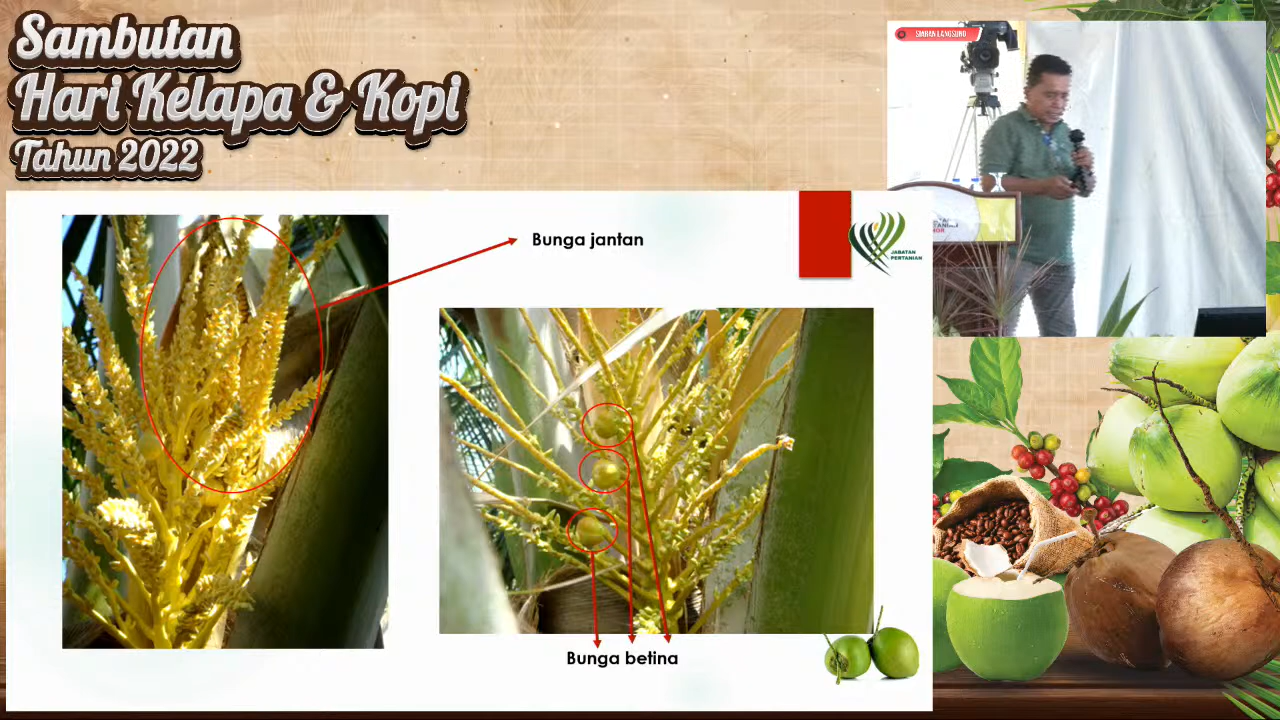 Sambutan
Hari Kelapa & Kopi
Tahun 2022
SIARAN LANGSUNG
Bunga jantan
JABATAN
PERTANIAN
Bunga betina